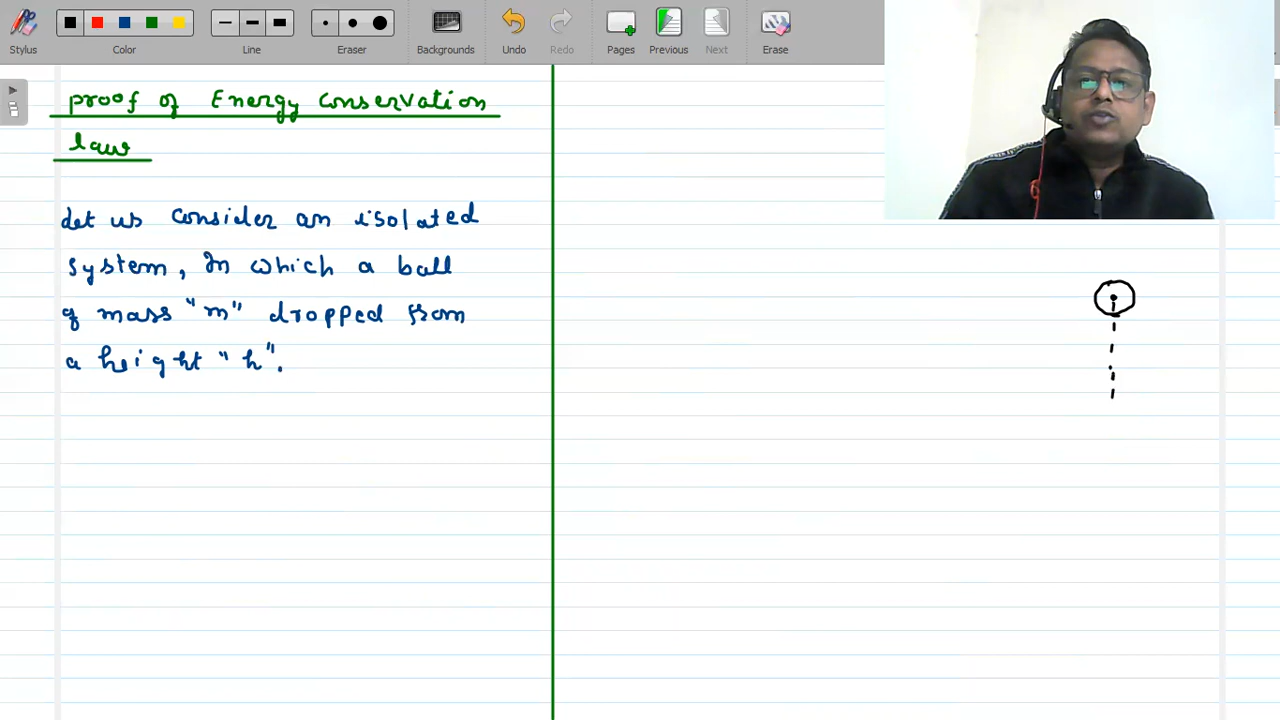 Stylus
Color
Line
Eraser
Backgrounds
Undo
Redo
Pages
Previous
Next
Erase
proof of Energy conservation
law
Let us consider an isolated
system, In which a ball
of mass "m" dropped from
a height "h".